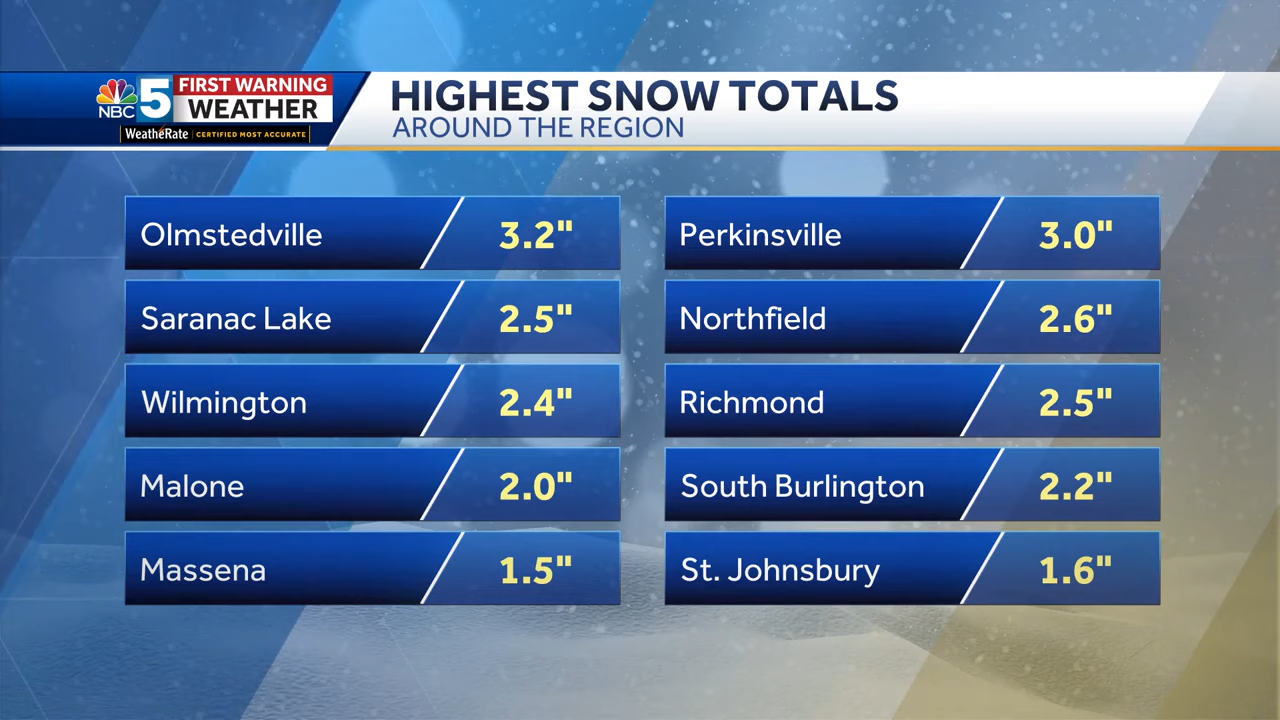 NBC 5 FIRST WARNING WEATHER
WeatheRate | CERTIFIED MOST ACCURATE
HIGHEST SNOW TOTALS
AROUND THE REGION
Olmstedville 3.2"
Saranac Lake 2.5"
Wilmington 2.4"
Malone 2.0"
Massena 1.5"
Perkinsville 3.0"
Northfield 2.6"
Richmond 2.5"
South Burlington 2.2"
St. Johnsbury 1.6"